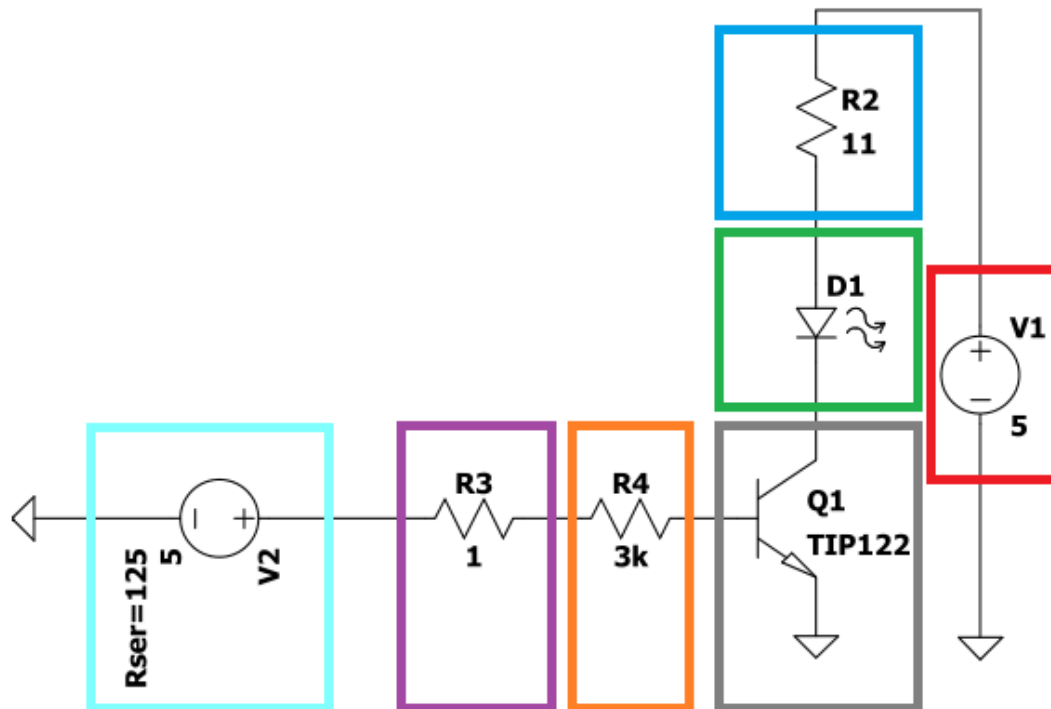 R2
11
D1
V1
+
–
5
R3
1
R4
3k
Q1
TIP122
–
+
5
V2
Rser=125